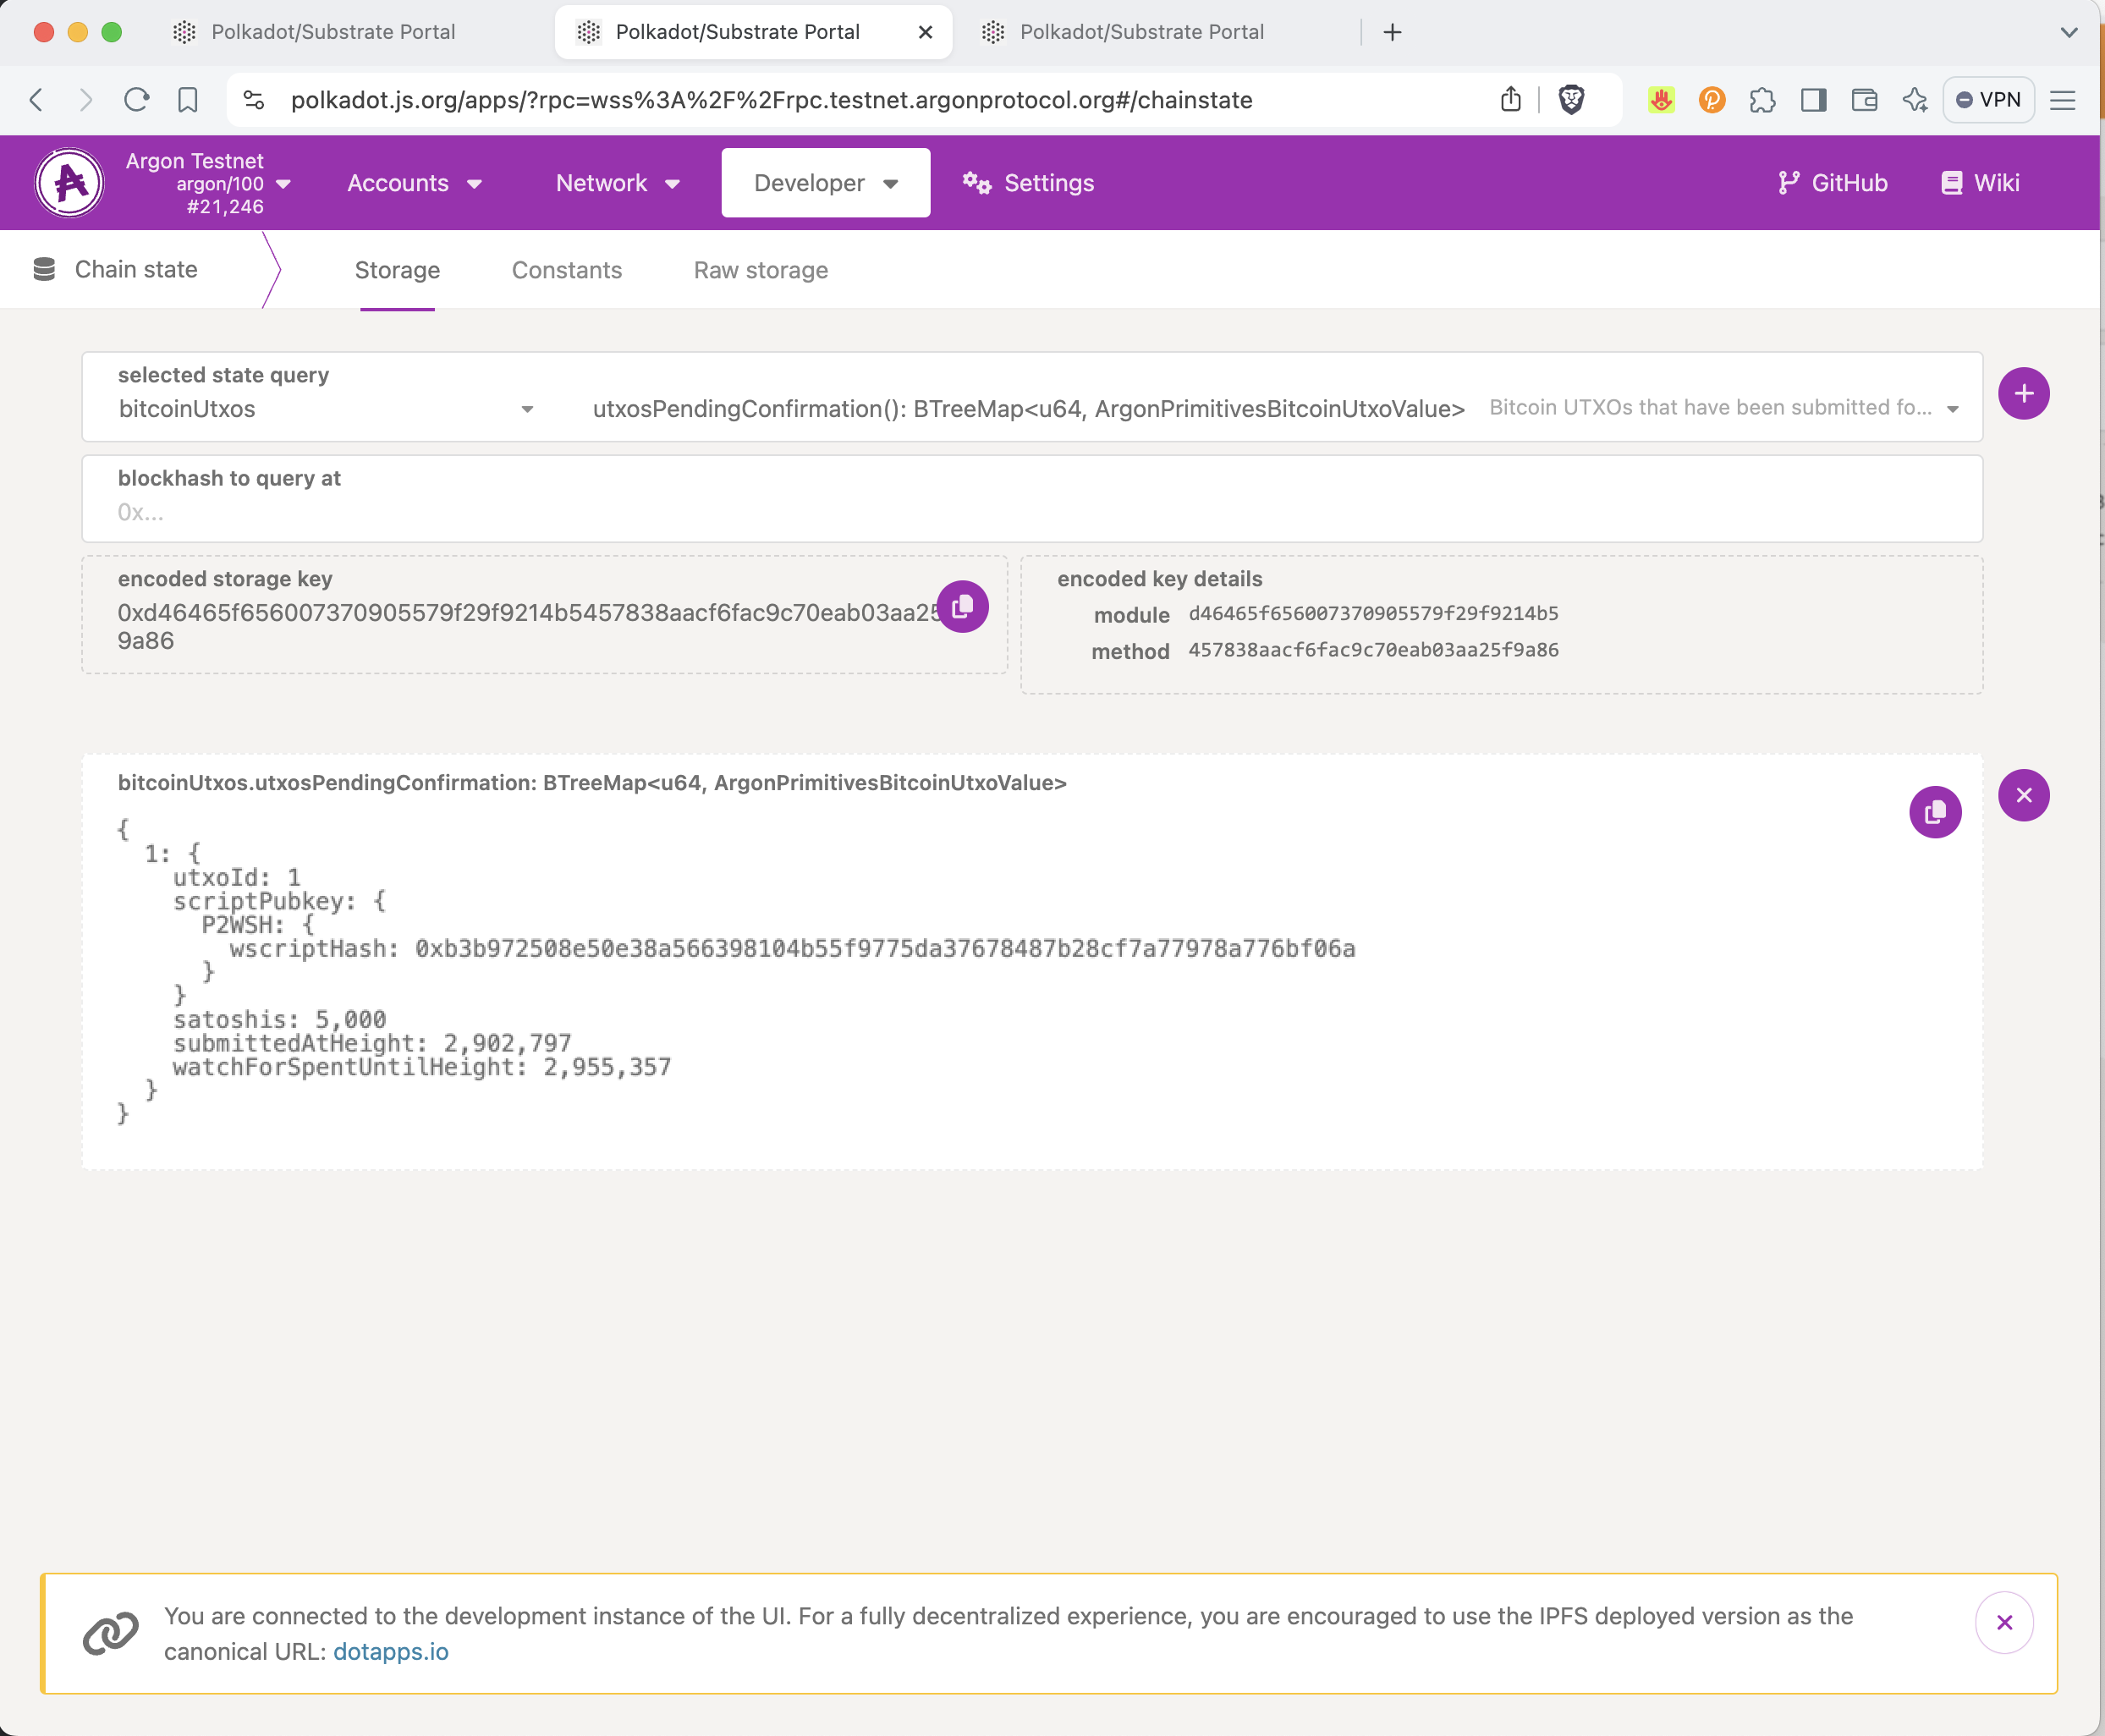 Polkadot/Substrate Portal
Polkadot/Substrate Portal
Polkadot/Substrate Portal
polkadot.js.org/apps/?rpc=wss%3A%2F%2Frpc.testnet.argonprotocol.org#/chainstate
VPN
Argon Testnet
argon/100
#21,246
Accounts
Network
Developer
Settings
GitHub
Wiki
Chain state
Storage
Constants
Raw storage
selected state query
bitcoinUtxos
utxosPendingConfirmation(): BTreeMap<u64, ArgonPrimitivesBitcoinUtxoValue>
Bitcoin UTXOs that have been submitted fo...
blockhash to query at
0x...
encoded storage key
0xd46465f656007370905579f29f9214b5457838aacf6fac9c70eab03aa25
9a86
encoded key details
module d46465f656007370905579f29f9214b5
method 457838aacf6fac9c70eab03aa25f9a86
bitcoinUtxos.utxosPendingConfirmation: BTreeMap<u64, ArgonPrimitivesBitcoinUtxoValue>
{
1: {
utxoId: 1
scriptPubkey: {
P2WSH: {
wscriptHash: 0xb3b972508e50e38a566398104b55f9775da37678487b28cf7a77978a776bf06a
}
}
satoshis: 5,000
submittedAtHeight: 2,902,797
watchForSpentUntilHeight: 2,955,357
}
}
You are connected to the development instance of the UI. For a fully decentralized experience, you are encouraged to use the IPFS deployed version as the
canonical URL: dotapps.io